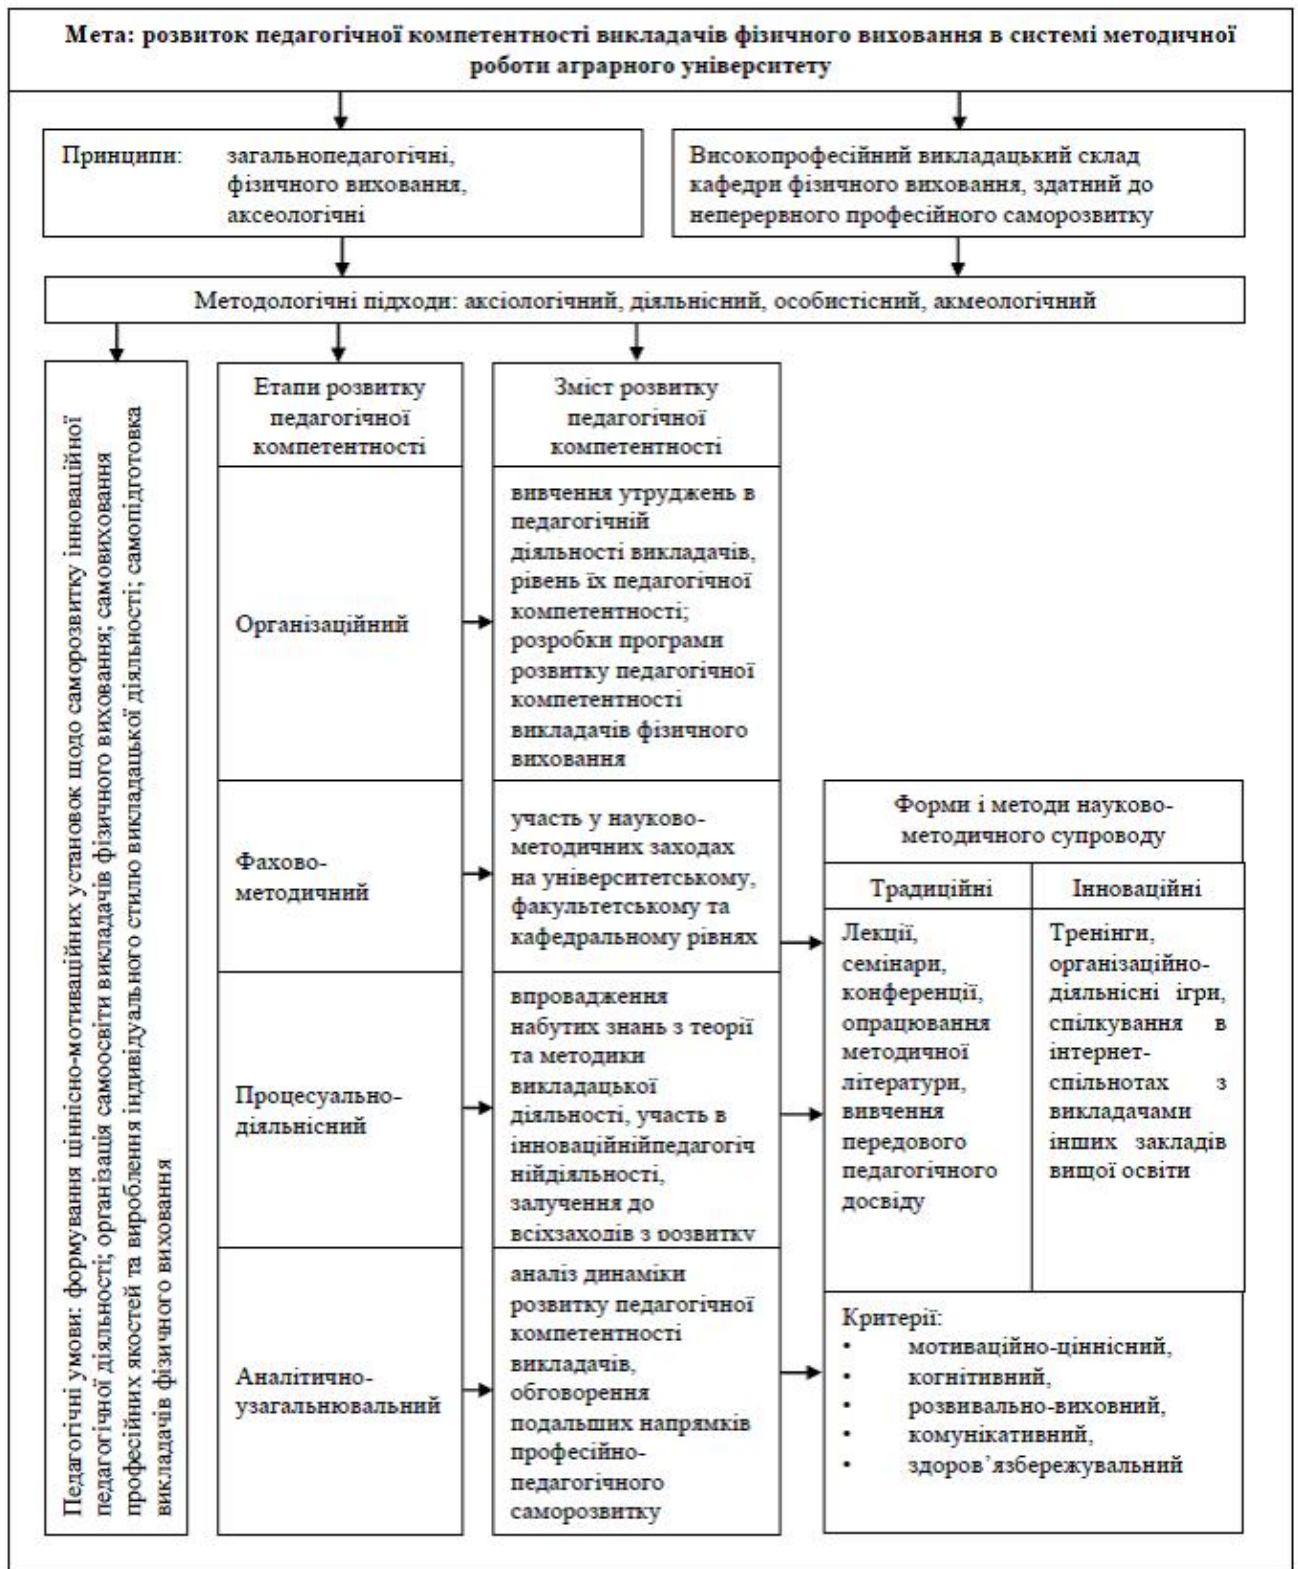 Мета: розвиток педагогічної компетентності викладачів фізичного виховання в системі методичної
роботи аграрного університету
Принципи: загальнопедагогічні,
фізичного виховання,
аксеологічні
Високопрофесійний викладацький склад
кафедри фізичного виховання, здатний до
неперервного професійного саморозвитку
Методологічні підходи: аксіологічний, діяльнісний, особистісний, акмеологічний
Педагогічні умови: формування ціннісно-мотиваційних установок щодо саморозвитку інноваційної
педагогічної діяльності; організація самоосвіти викладачів фізичного виховання; самовиховання
професійних якостей та вироблення індивідуального стилю викладацької діяльності; самопідготовка
викладачів фізичного виховання
Етапи розвитку
педагогічної
компетентності
Зміст розвитку
педагогічної
компетентності
Організаційний
вивчення утруджень в
педагогічній
діяльності викладачів,
рівень їх педагогічної
компетентності;
розробки програми
розвитку педагогічної
компетентності
викладачів фізичного
виховання
Фахово-
методичний
участь у науково-
методичних заходах
на університетському,
факультетському та
кафедральному рівнях
Процесуально-
діяльнісний
впровадження
набутих знань з теорії
та методики
викладацької
діяльності, участь в
інноваційнійпедагогіч
нійдіяльності,
залучення до
всіхзаходів з розвитку
Аналітично-
узагальнювальний
аналіз динаміки
розвитку педагогічної
компетентності
викладачів,
обговорення
подальших напрямків
професійно-
педагогічного
саморозвитку
Форми і методи науково-
методичного супроводу
Традиційні
Лекції,
семінари,
конференції,
опрацювання
методичної
літератури,
вивчення
передового
педагогічного
досвіду
Інноваційні
Тренінги,
організаційно-
діяльнісні ігри,
спілкування в
інтернет-
спільнотах з
викладачами
інших закладів
вищої освіти
Критерії:
• мотиваційно-ціннісний,
• когнітивний,
• розвивально-виховний,
• комунікативний,
• здоров’язбережувальний